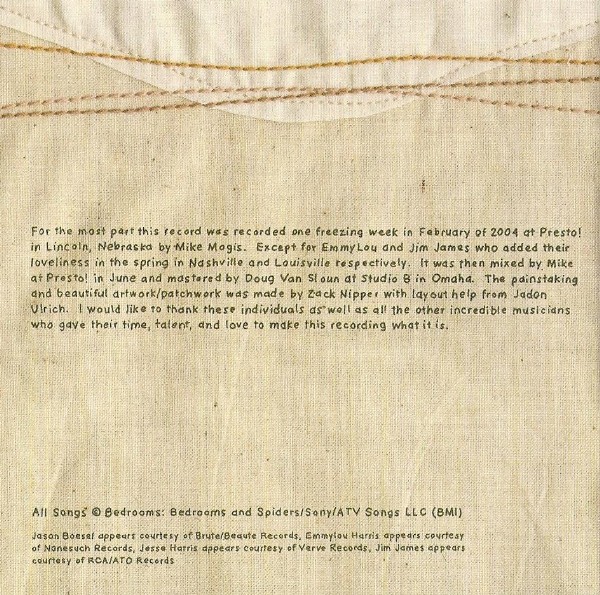 For the most part this record was recorded one freezing week in February of 2004 at Presto!
in Lincoln, Nebraska by Mike Mogis. Except for EmmyLou and Jim James who added their
loveliness in the spring in Nashville and Louisville respectively. It was then mixed by Mike
at Presto! in June and mastered by Doug Van Sloun at Studio B in Omaha. The painstaking
and beautiful artwork/patchwork was made by Zack Nipper with layout help from Jadon
Ulrich. I would like to thank these individuals as well as all the other incredible musicians
who gave their time, talent, and love to make this recording what it is.
All Songs © Bedrooms: Bedrooms and Spiders/Sony/ATV Songs LLC (BMI)
Jason Boesel appears courtesy of Brute/Beaute Records, Emmylou Harris appears courtesy
of Nonesuch Records, Jesse Harris appears courtesy of Verve Records, Jim James appears
courtesy of RCA/ATO Records